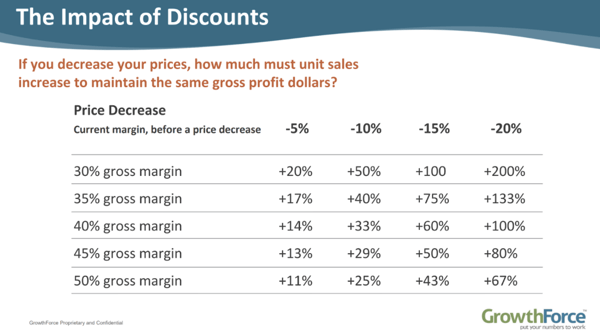 The Impact of Discounts
If you decrease your prices, how much must unit sales
increase to maintain the same gross profit dollars?
Price Decrease
Current margin, before a price decrease -5% -10% -15% -20%
30% gross margin +20% +50% +100 +200%
35% gross margin +17% +40% +75% +133%
40% gross margin +14% +33% +60% +100%
45% gross margin +13% +29% +50% +80%
50% gross margin +11% +25% +43% +67%
GrowthForce Proprietary and Confidential
GrowthForce
put your numbers to work